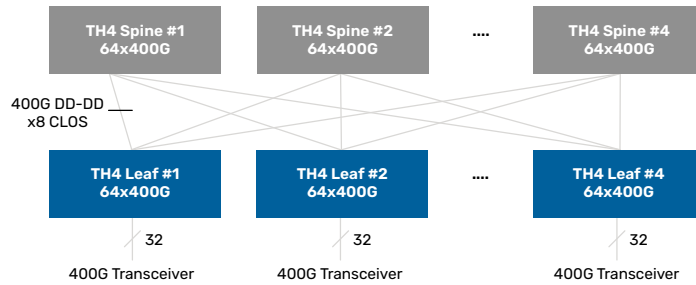 TH4 Spine #1
64x400G
TH4 Spine #2
64x400G
....
TH4 Spine #4
64x400G
400G DD-DD
x8 CLOS
TH4 Leaf #1
64x400G
TH4 Leaf #2
64x400G
....
TH4 Leaf #4
64x400G
32
32
32
400G Transceiver
400G Transceiver
400G Transceiver